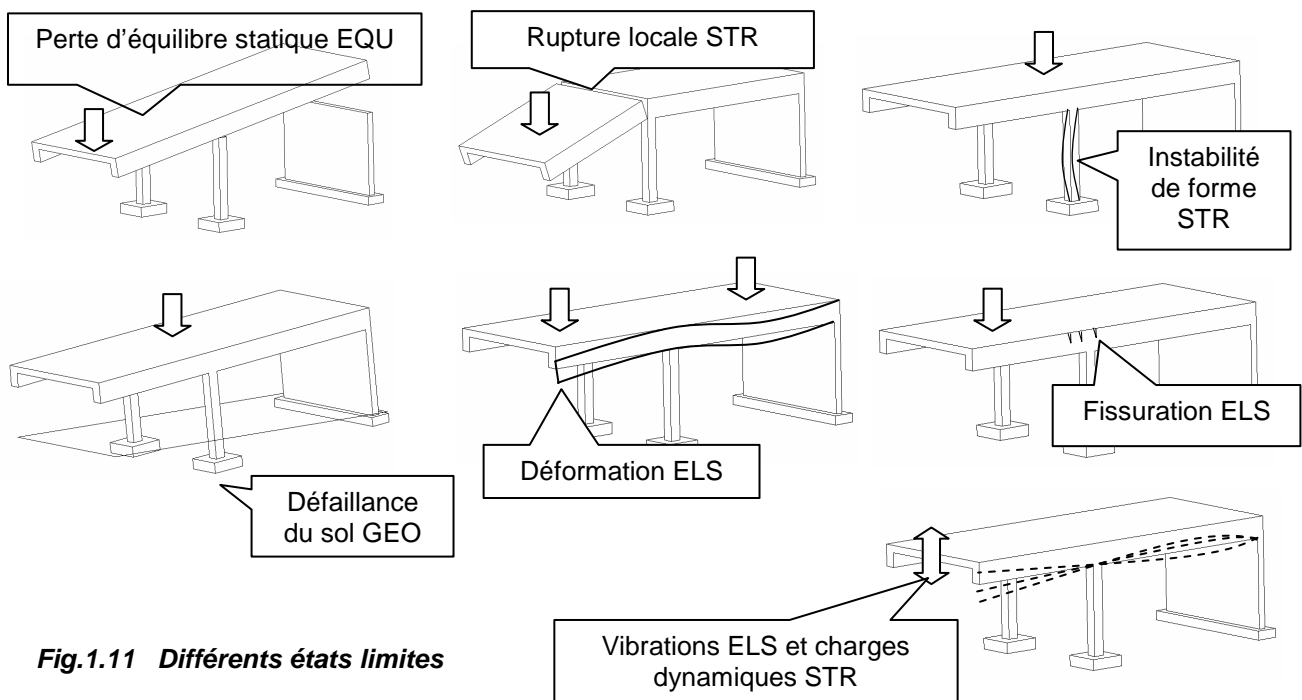 Perte d'équilibre statique EQU
Rupture locale STR
Instabilité
de forme
STR
Défaillance
du sol GEO
Déformation ELS
Fissuration ELS
Vibrations ELS et charges
dynamiques STR
Fig.1.11 Différents états limites